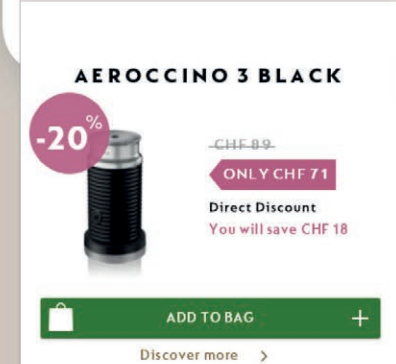 AEROCCINO 3 BLACK
-20%
CHF 89
ONLY CHF 71
Direct Discount
You will save CHF 18
ADD TO BAG +
Discover more >